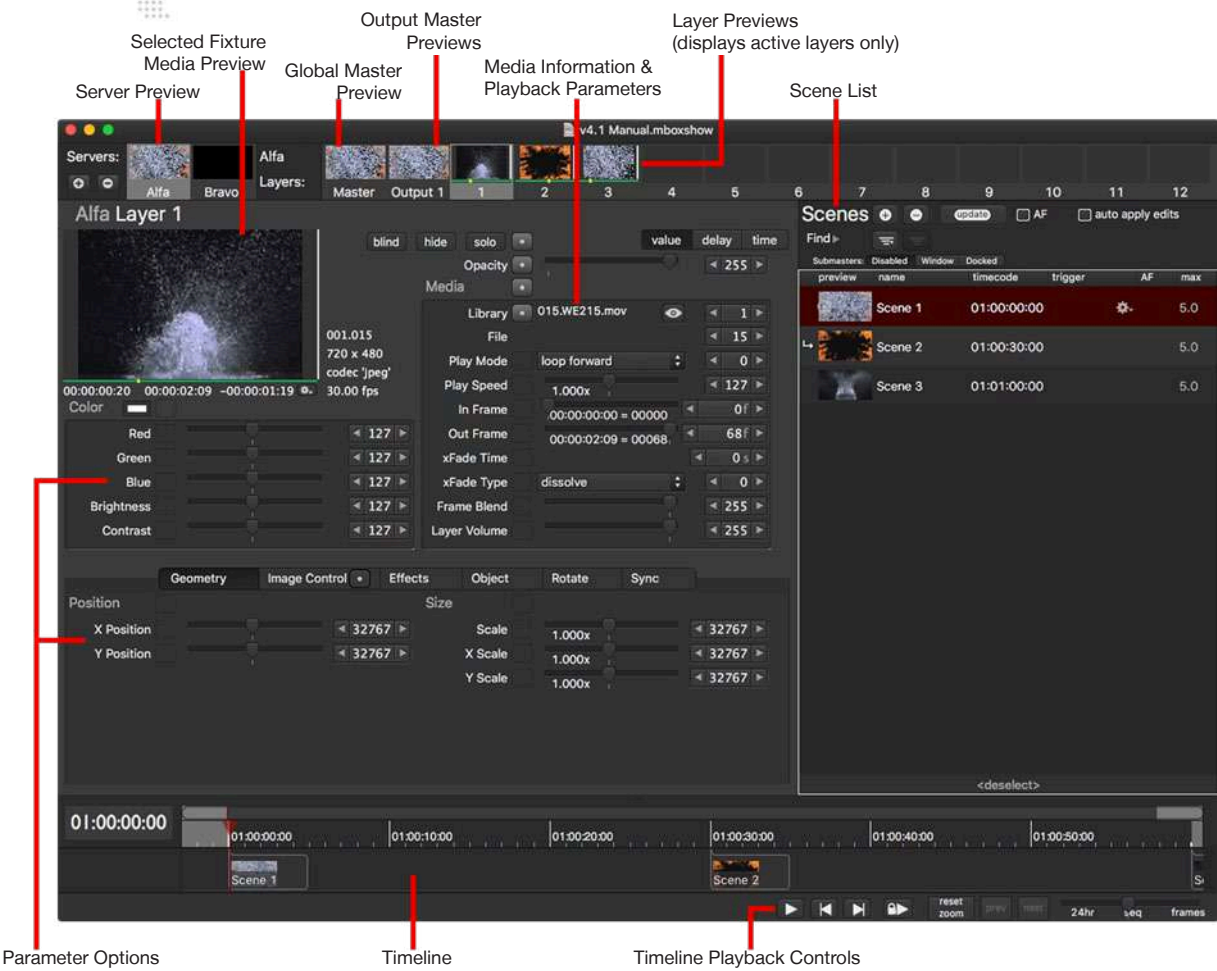 Output Master
Previews
Layer Previews
(displays active layers only)
Selected Fixture
Media Preview
Global Master
Preview
Media Information &
Playback Parameters
Server Preview
Scene List
v4.1 Manual.mboxshow
Servers:
Alfa
Bravo
Alfa
Layers:
Master
Output 1
1
2
3
4
5
6
7
8
9
10
11
12
Alfa Layer 1
blind
hide
solo
value
delay
time
Opacity
255
Media
Library
015.WE215.mov
1
File
15
Play Mode
loop forward
0
Play Speed
1.000x
127
In Frame
00:00:00:00 = 00000
0f
Out Frame
00:00:02:09 = 00068
68f
xFade Time
0 s
xFade Type
dissolve
0
Frame Blend
255
Layer Volume
255
001.015
720 x 480
codec 'jpeg'
30.00 fps
00:00:00:20 00:00:02:09 -00:00:01:19
Color
Red
127
Green
127
Blue
127
Brightness
127
Contrast
127
Geometry
Image Control
Effects
Object
Rotate
Sync
Position
X Position
32767
Y Position
32767
Size
Scale
1.000x
32767
X Scale
1.000x
32767
Y Scale
1.000x
32767
Scenes
update
AF
auto apply edits
Find
Submasters: Disabled Window Docked
preview name timecode trigger AF max
Scene 1 01:00:00:00 5.0
Scene 2 01:00:30:00 5.0
Scene 3 01:01:00:00 5.0
<deselect>
01:00:00:00
01:00:00:00
01:00:10:00
01:00:20:00
01:00:30:00
01:00:40:00
01:00:50:00
Scene 1
Scene 2
reset
zoom
prev
next
24hr
seq
frames
Parameter Options
Timeline
Timeline Playback Controls